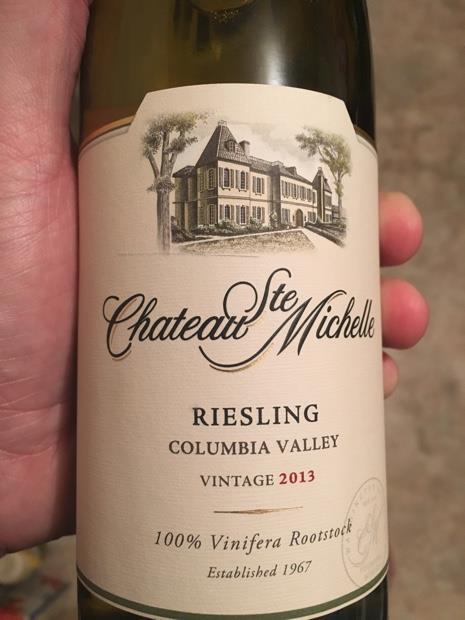 Chateau Ste Michelle
RIESLING
COLUMBIA VALLEY
VINTAGE 2013
100% Vinifera Rootstock
Established 1967